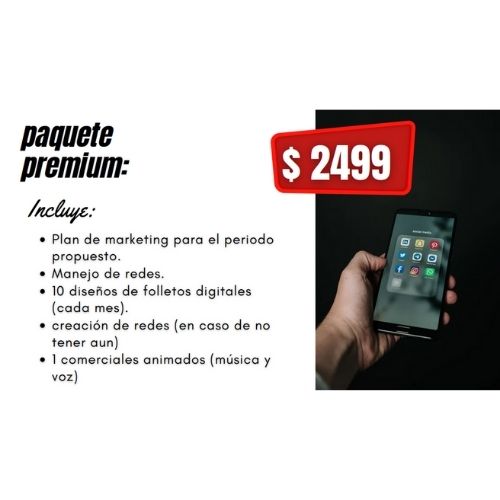 paquete
premium:
$ 2499
Incluye:
Plan de marketing para el periodo
propuesto.
Manejo de redes.
10 diseños de folletos digitales
(cada mes).
creación de redes (en caso de no
tener aun)
1 comerciales animados (música y
voz)